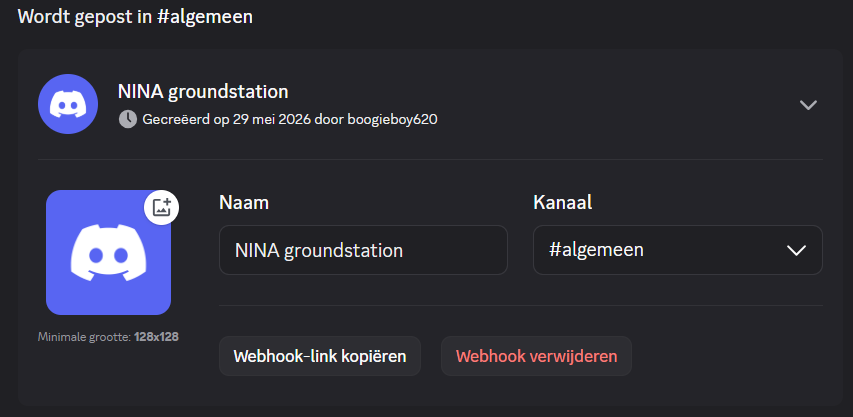 Wordt gepost in #algemeen
NINA groundstation
Gecreëerd op 29 mei 2026 door boogieboy620
Naam
Kanaal
NINA groundstation
#algemeen
Minimale grootte: 128x128
Webhook-link kopiëren
Webhook verwijderen